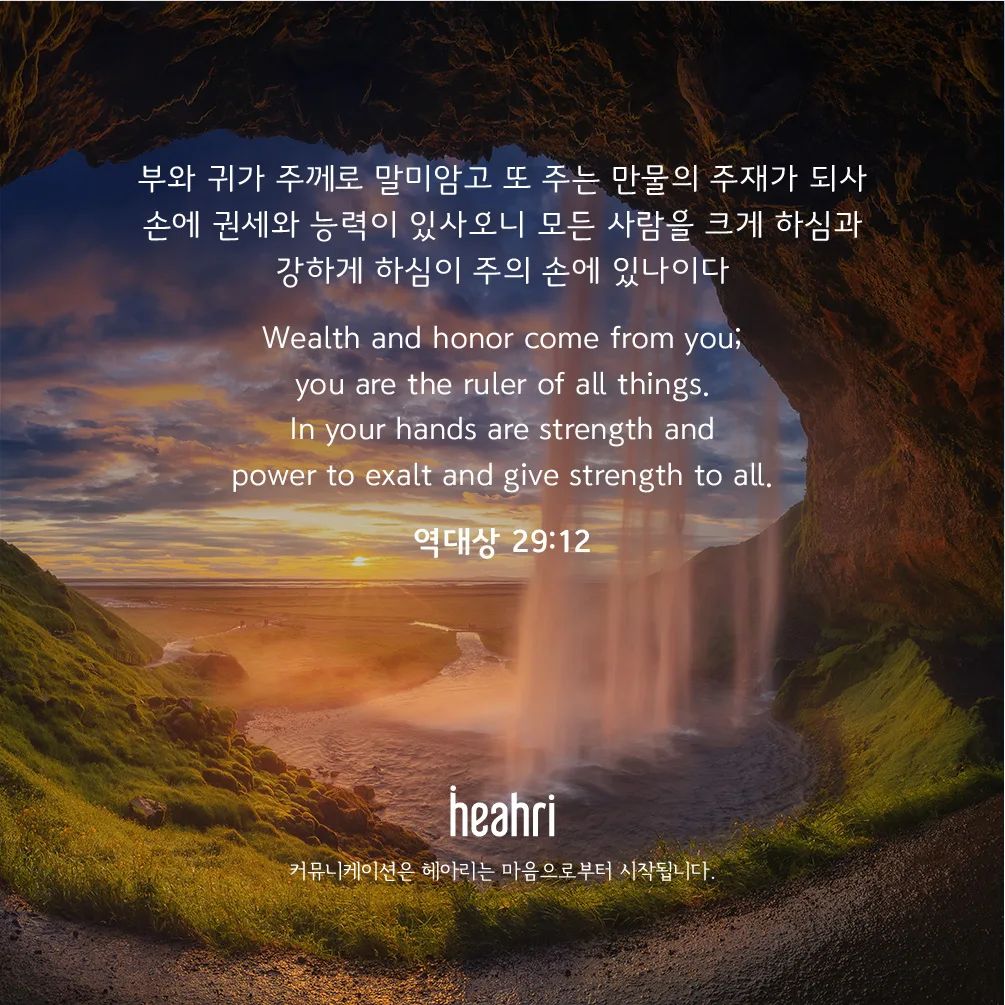 부와 귀가 주께로 말미암고 또 주는 만물의 주재가 되사
손에 권세와 능력이 있사오니 모든 사람을 크게 하심과
강하게 하심이 주의 손에 있나이다
Wealth and honor come from you;
you are the ruler of all things.
In your hands are strength and
power to exalt and give strength to all.
역대상 29:12
heahri
커뮤니케이션은 헤아리는 마음으로부터 시작됩니다.